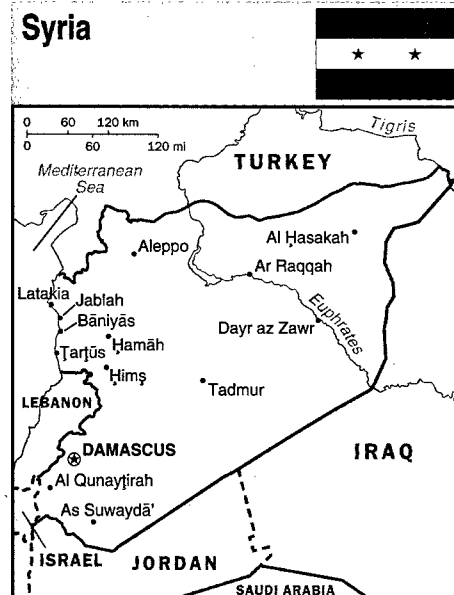 Syria
0 60 120 km
0 60 120 mi
Tigris
TURKEY
Mediterranean
Sea
Aleppo
Al Ḥasakah
Ar Raqqah
Latakia
Jablah
Bāniyās
Euphrates
Dayr az Zawr
Ḥamāh
Ṭarṭūs
Ḥimṣ
Tadmur
LEBANON
DAMASCUS
IRAQ
Al Qunayṭirah
As Suwaydā'
ISRAEL
JORDAN
SAUDI ARABIA